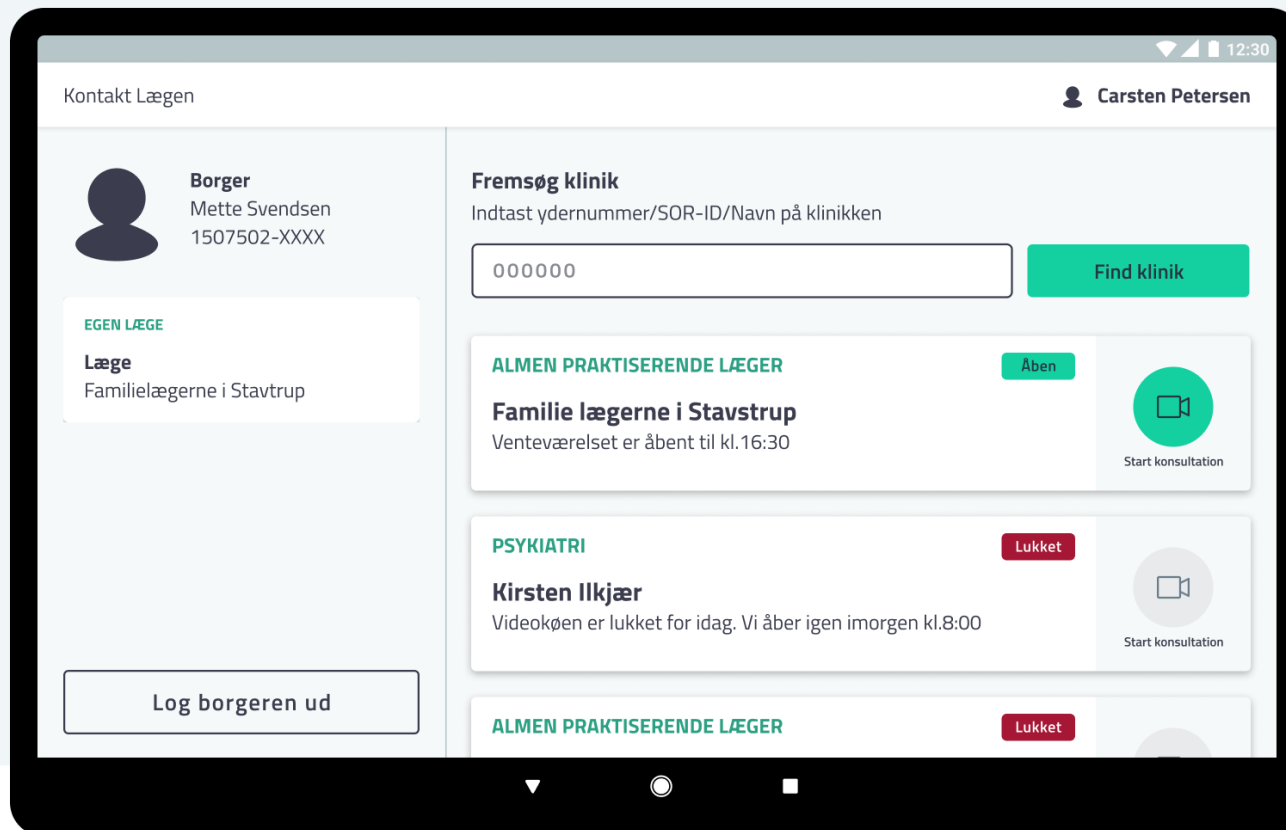 12:30
Kontakt Lægen
Carsten Petersen
Borger
Mette Svendsen
1507502-XXXX
EGEN LÆGE
Læge
Familielægerne i Stavtrup
Log borgeren ud
Fremsøg klinik
Indtast ydernummer/SOR-ID/Navn på klinikken
000000
Find klinik
ALMEN PRAKTISERENDE LÆGER
Åben
Familie lægerne i Stavstrup
Venteværelset er åbent til kl.16:30
Start konsultation
PSYKIATRI
Lukket
Kirsten Ilkjær
Videokøen er lukket for idag. Vi åber igen imorgen kl.8:00
Start konsultation
ALMEN PRAKTISERENDE LÆGER
Lukket